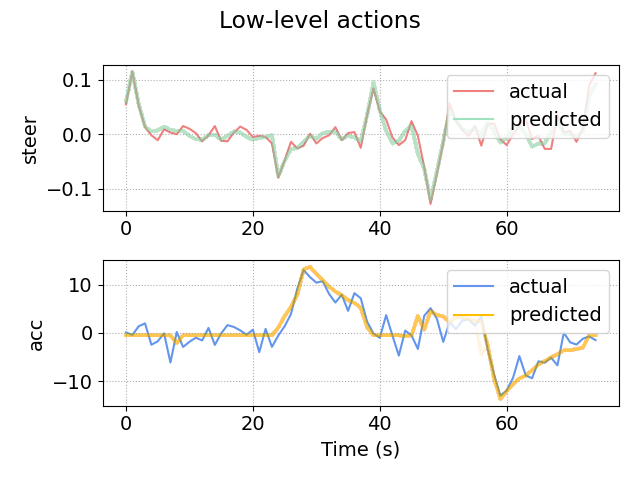 Low-level actions
steer
0.1
0.0
−0.1
actual
predicted
0
20
40
60
acc
10
0
−10
actual
predicted
0
20
40
60
Time (s)